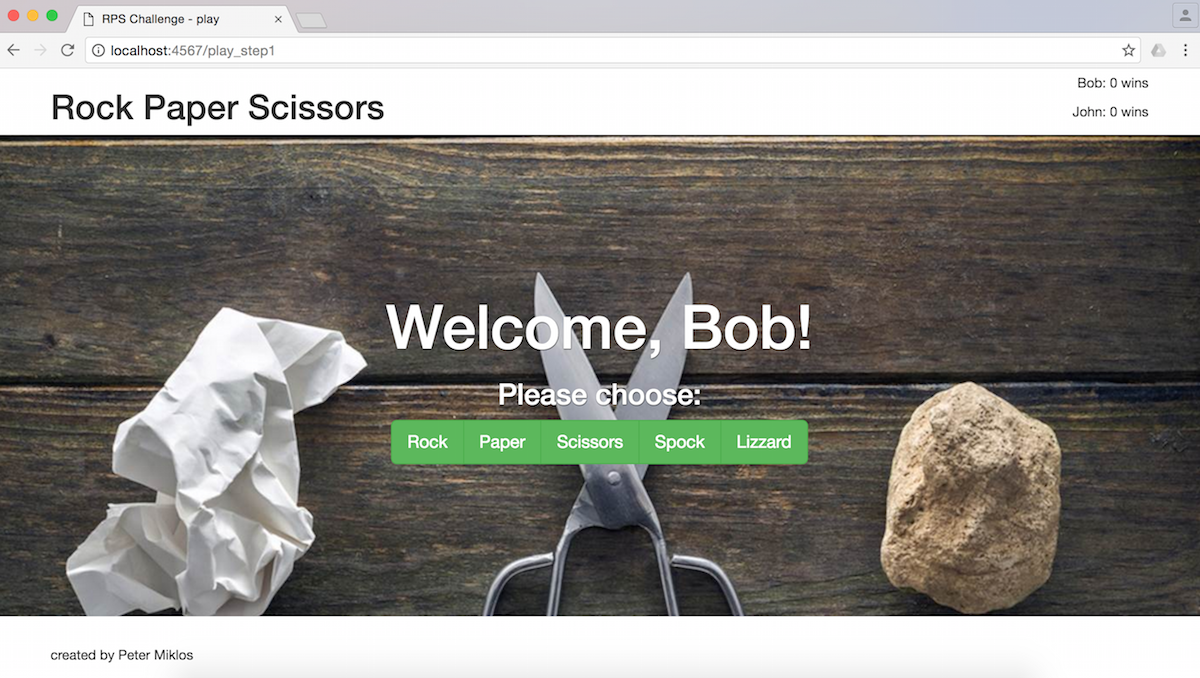 RPS Challenge - play
localhost:4567/play_step1
Rock Paper Scissors
Bob: 0 wins
John: 0 wins
Welcome, Bob!
Please choose:
Rock Paper Scissors Spock Lizzard
created by Peter Miklos